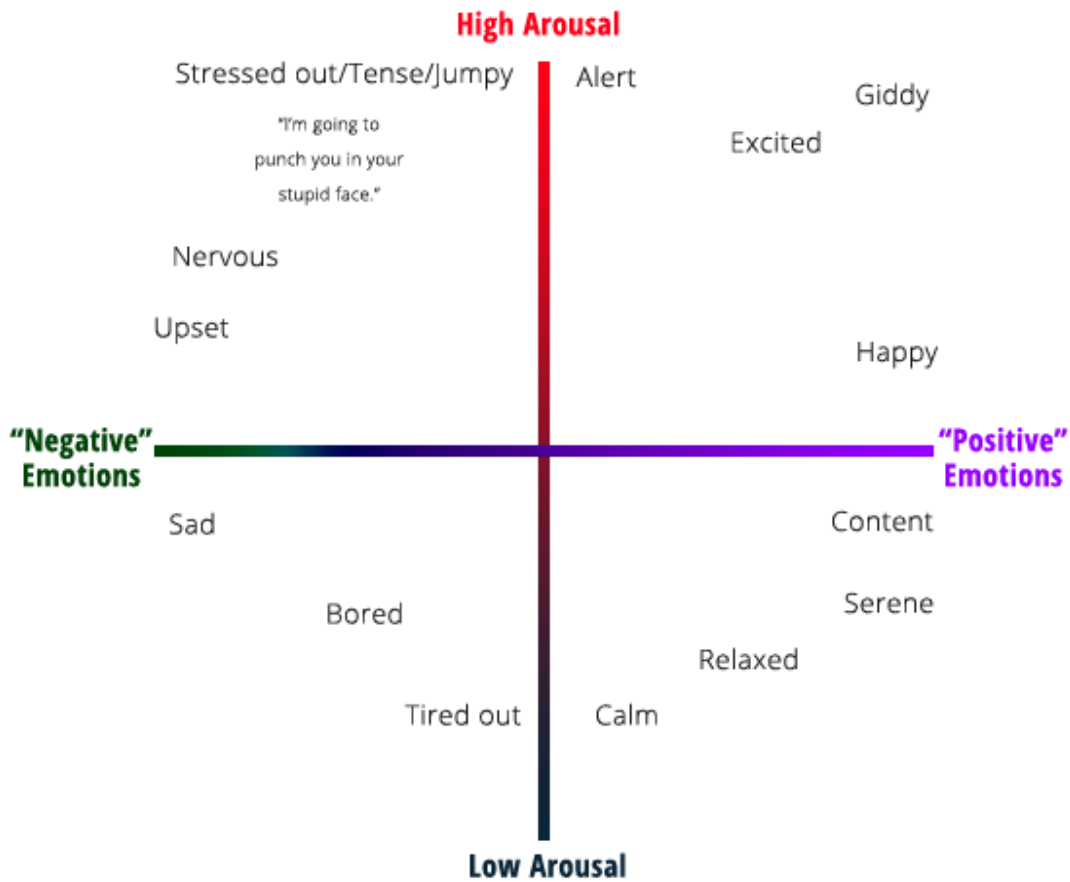 High Arousal
Stressed out/Tense/Jumpy
Alert
Giddy
"I'm going to
punch you in your
stupid face."
Excited
Nervous
Upset
Happy
“Negative”
Emotions
“Positive”
Emotions
Sad
Content
Bored
Serene
Relaxed
Tired out
Calm
Low Arousal